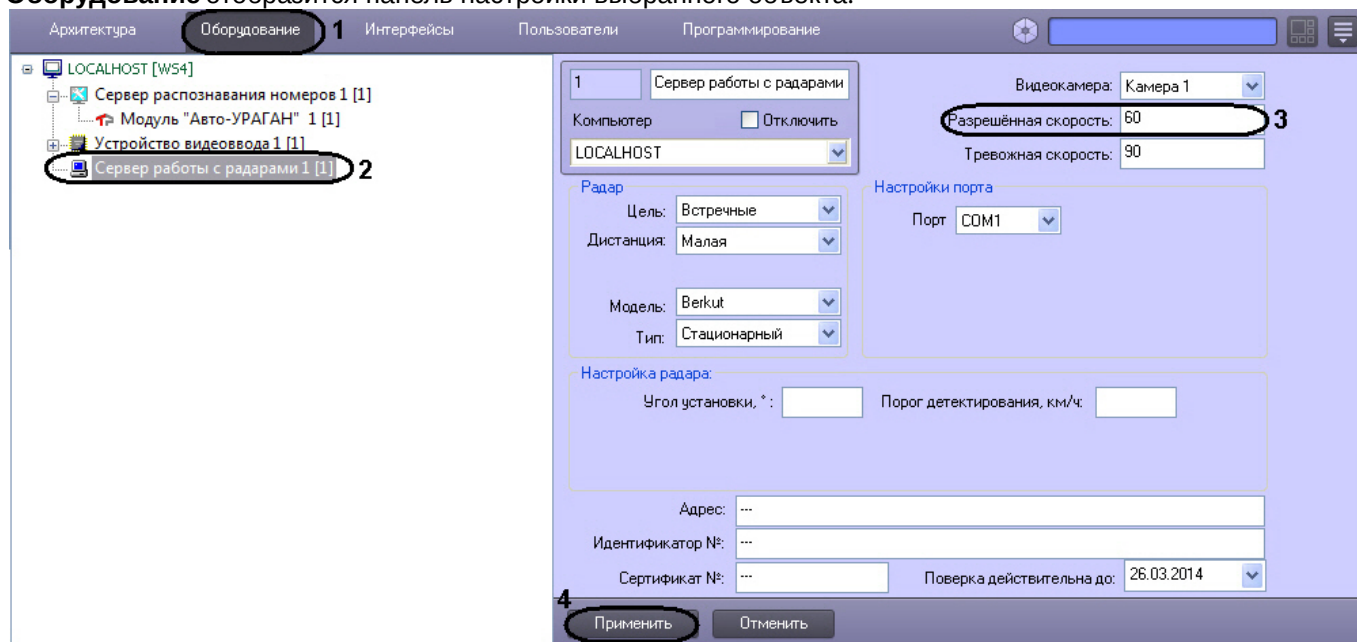 Оборудование отобразится панель настройки выбранного объекта.
Архитектура Оборудование 1 Интерфейсы Пользователи Программирование
LOCALHOST [WS4]
Сервер распознавания номеров 1 [1]
Модуль "Авто-УРАГАН" 1 [1]
Устройство видеоввода 1 [1]
Сервер работы с радарами 1 [1] 2
1 Сервер работы с радарами
Компьютер Отключить
LOCALHOST
Видеокамера: Камера 1
Разрешённая скорость: 60 3
Тревожная скорость: 90
Радар
Цель: Встречные
Дистанция: Малая
Модель: Berkut
Тип: Стационарный
Настройки порта
Порт COM1
Настройка радара:
Угол установки, ° : Порог детектирования, км/ч:
Адрес: ---
Идентификатор №: ---
Сертификат №: --- Поверка действительна до: 26.03.2014
4
Применить Отменить